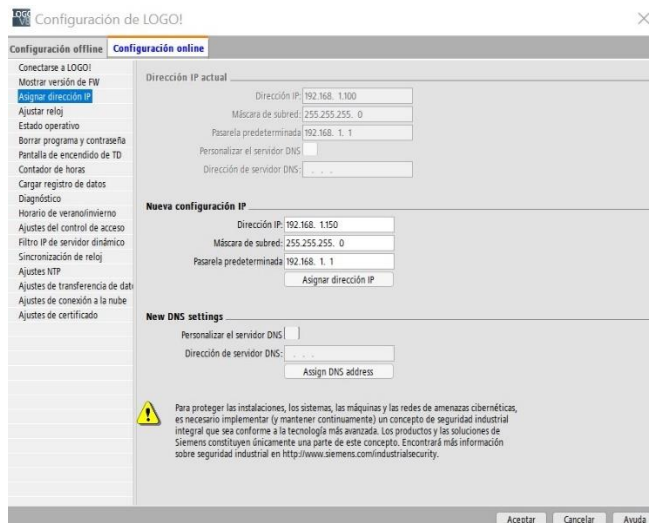 Configuración de LOGO!
Configuración offline Configuración online
Conectarse a LOGO!
Mostrar versión de FW
Asignar dirección IP
Ajustar reloj
Estado operativo
Borrar programa y contraseña
Pantalla de encendido de TD
Contador de horas
Cargar registro de datos
Diagnóstico
Horario de verano/invierno
Ajustes del control de acceso
Filtro IP de servidor dinámico
Sincronización de reloj
Ajustes NTP
Ajustes de transferencia de dato
Ajustes de conexión a la nube
Ajustes de certificado
Dirección IP actual
Dirección IP: 192.168. 1.100
Máscara de subred: 255.255.255. 0
Pasarela predeterminada 192.168. 1. 1
Personalizar el servidor DNS
Dirección de servidor DNS: . . .
Nueva configuración IP
Dirección IP: 192.168. 1.150
Máscara de subred: 255.255.255. 0
Pasarela predeterminada 192.168. 1. 1
Asignar dirección IP
New DNS settings
Personalizar el servidor DNS
Dirección de servidor DNS: . . .
Assign DNS address
Para proteger las instalaciones, los sistemas, las máquinas y las redes de amenazas cibernéticas,
es necesario implementar (y mantener continuamente) un concepto de seguridad industrial
integral que sea conforme a la tecnología más avanzada. Los productos y las soluciones de
Siemens constituyen únicamente una parte de este concepto. Encontrará más información
sobre seguridad industrial en http://www.siemens.com/industrialsecurity.
Aceptar Cancelar Ayuda